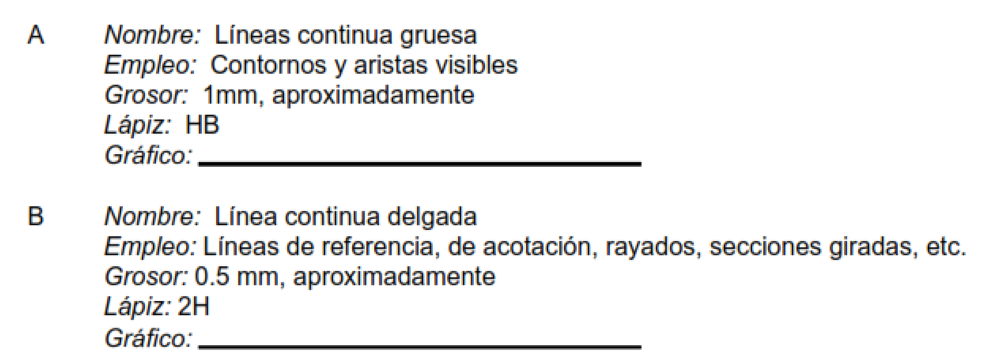 A Nombre: Líneas continua gruesa
Empleo: Contornos y aristas visibles
Grosor: 1mm, aproximadamente
Lápiz: HB
Gráfico:
B Nombre: Línea continua delgada
Empleo: Líneas de referencia, de acotación, rayados, secciones giradas, etc.
Grosor: 0.5 mm, aproximadamente
Lápiz: 2H
Gráfico: